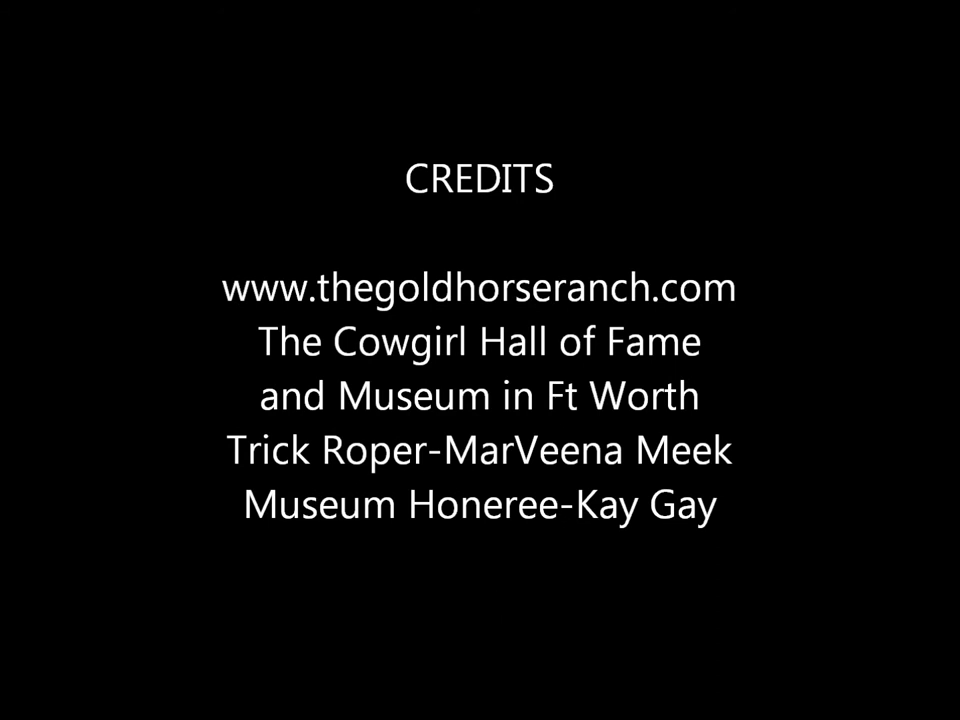 CREDITS
www.thegoldhorseranch.com
The Cowgirl Hall of Fame
and Museum in Ft Worth
Trick Roper-MarVeena Meek
Museum Honeree-Kay Gay